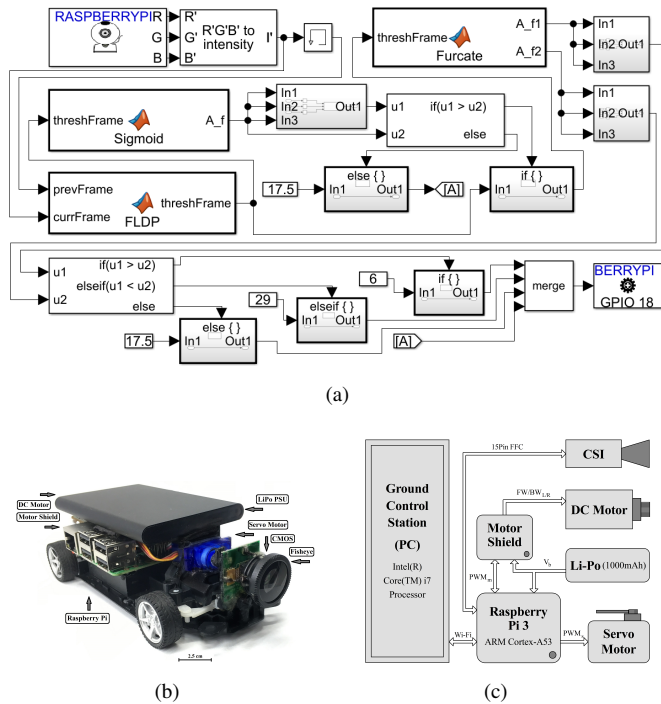 RASPBERRYPI
R
G
B
R'
G'
B'
R'G'B' to
intensity
I'
threshFrame
Furcate
A_f1
A_f2
In1
In2 Out1
In3
In1
In2 Out1
In3
threshFrame
Sigmoid
A_f
In1
In2
In3
Out1
u1
u2
if(u1 > u2)
else
prevFrame
currFrame
threshFrame
FLDP
17.5
else { }
In1
Out1
[A]
if { }
In1
Out1
u1
u2
if(u1 > u2)
elseif(u1 < u2)
else
6
if { }
In1
Out1
29
elseif { }
In1
Out1
17.5
else { }
In1
Out1
[A]
merge
BERRYPI
GPIO 18
(a)
DC Motor
Motor Shield
Raspberry Pi
LiPo PSU
Servo Motor
CMOS
Fisheye
2.5 cm
(b)
Ground
Control
Station
(PC)
Intel(R)
Core(TM) i7
Processor
15Pin FFC
CSI
FW/BW L/R
DC Motor
Motor
Shield
Vb
Li-Po (1000mAh)
PWMm
Raspberry
Pi 3
ARM Cortex-A53
Wi-Fi
PWMs
Servo
Motor
(c)